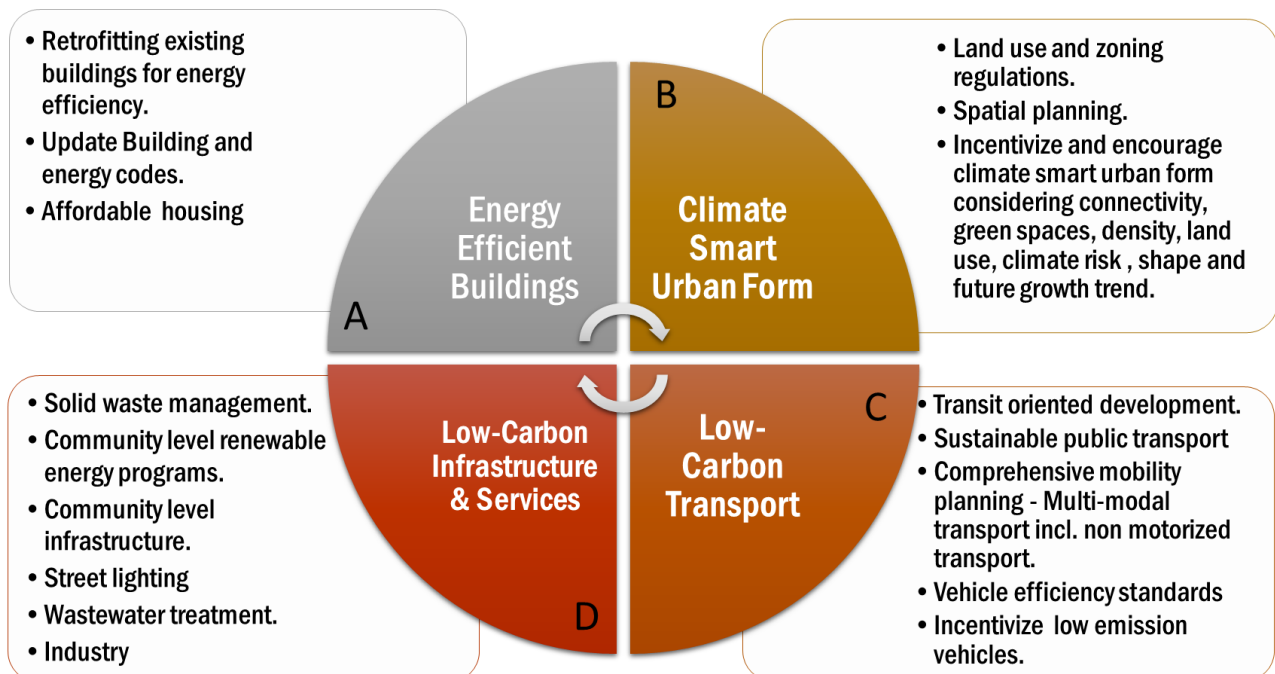 • Retrofitting existing
buildings for energy
efficiency.
• Update Building and
energy codes.
• Affordable housing
A
Energy
Efficient
Buildings
B
Climate
Smart
Urban Form
• Land use and zoning
regulations.
• Spatial planning.
• Incentivize and encourage
climate smart urban form
considering connectivity,
green spaces, density, land
use, climate risk , shape and
future growth trend.
• Solid waste management.
• Community level renewable
energy programs.
• Community level
infrastructure.
• Street lighting
• Wastewater treatment.
• Industry
Low-Carbon
Infrastructure
& Services
D
C
Low-
Carbon
Transport
• Transit oriented development.
• Sustainable public transport
• Comprehensive mobility
planning - Multi-modal
transport incl. non motorized
transport.
• Vehicle efficiency standards
• Incentivize low emission
vehicles.